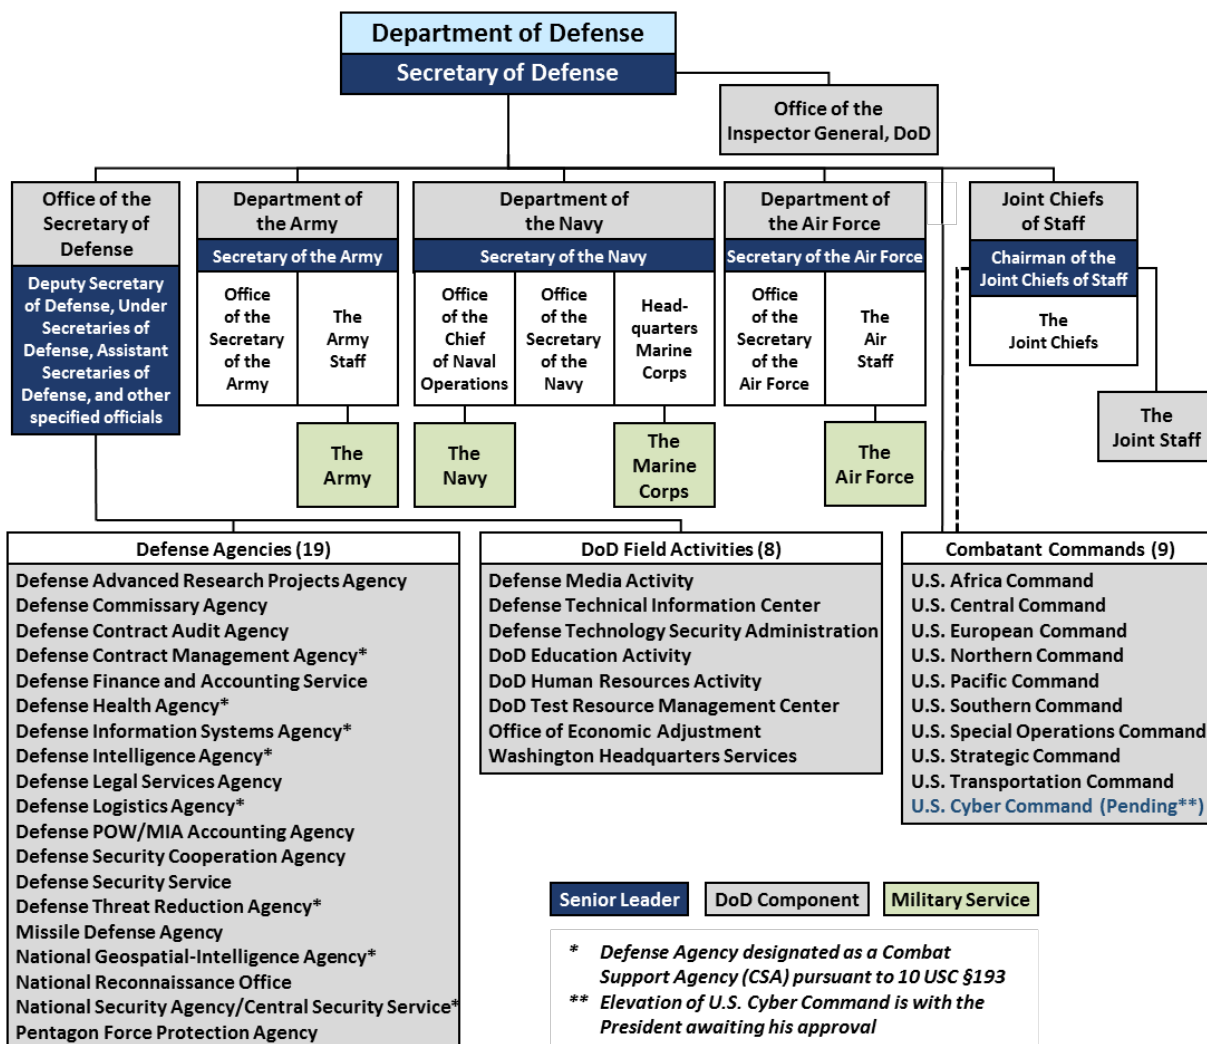 Department of Defense
Secretary of Defense
Office of the
Inspector General, DoD
Office of the
Secretary of
Defense
Deputy Secretary
of Defense, Under
Secretaries of
Defense, Assistant
Secretaries of
Defense, and other
specified officials
Department of
the Army
Secretary of the Army
Office
of the
Secretary
of the
Army
The
Army
Staff
The
Army
Department of
the Navy
Secretary of the Navy
Office
of the
Chief
of Naval
Operations
Office
of the
Secretary
of the
Navy
Head-
quarters
Marine
Corps
The
Navy
The
Marine
Corps
Department of
the Air Force
Secretary of the Air Force
Office
of the
Secretary
of the
Air Force
The
Air
Staff
The
Air Force
Joint Chiefs
of Staff
Chairman of the
Joint Chiefs of Staff
The
Joint Chiefs
The
Joint Staff
Defense Agencies (19)
Defense Advanced Research Projects Agency
Defense Commissary Agency
Defense Contract Audit Agency
Defense Contract Management Agency*
Defense Finance and Accounting Service
Defense Health Agency*
Defense Information Systems Agency*
Defense Intelligence Agency*
Defense Legal Services Agency
Defense Logistics Agency*
Defense POW/MIA Accounting Agency
Defense Security Cooperation Agency
Defense Security Service
Defense Threat Reduction Agency*
Missile Defense Agency
National Geospatial-Intelligence Agency*
National Reconnaissance Office
National Security Agency/Central Security Service*
Pentagon Force Protection Agency
DoD Field Activities (8)
Defense Media Activity
Defense Technical Information Center
Defense Technology Security Administration
DoD Education Activity
DoD Human Resources Activity
DoD Test Resource Management Center
Office of Economic Adjustment
Washington Headquarters Services
Combatant Commands (9)
U.S. Africa Command
U.S. Central Command
U.S. European Command
U.S. Northern Command
U.S. Pacific Command
U.S. Southern Command
U.S. Special Operations Command
U.S. Strategic Command
U.S. Transportation Command
U.S. Cyber Command (Pending**)
Senior Leader
DoD Component
Military Service
* Defense Agency designated as a Combat
Support Agency (CSA) pursuant to 10 USC §193
** Elevation of U.S. Cyber Command is with the
President awaiting his approval